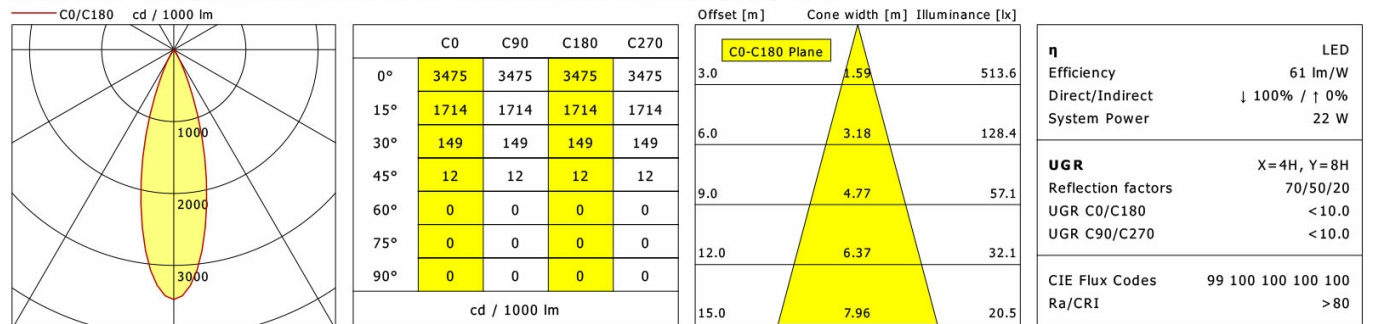 C0/C180 cd / 1000 lm
1000
2000
3000
C0 C90 C180 C270
0° 3475 3475 3475 3475
15° 1714 1714 1714 1714
30° 149 149 149 149
45° 12 12 12 12
60° 0 0 0 0
75° 0 0 0 0
90° 0 0 0 0
cd / 1000 lm
Offset [m] Cone width [m] Illuminance [lx]
C0-C180 Plane
3.0 1.59 513.6
6.0 3.18 128.4
9.0 4.77 57.1
12.0 6.37 32.1
15.0 7.96 20.5
η LED
Efficiency 61 lm/W
Direct/Indirect ↓ 100% / ↑ 0%
System Power 22 W
UGR X=4H, Y=8H
Reflection factors 70/50/20
UGR C0/C180 <10.0
UGR C90/C270 <10.0
CIE Flux Codes 99 100 100 100 100
Ra/CRI >80